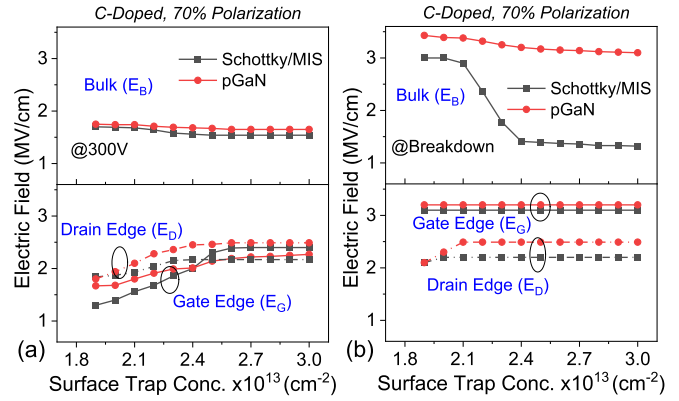 C-Doped, 70% Polarization
Electric Field (MV/cm)
3
2
1
Schottky/MIS
pGaN
Bulk (E_B)
@300V
3
2
1
Drain Edge (E_D)
Gate Edge (E_G)
(a)
1.8 2.1 2.4 2.7 3.0
Surface Trap Conc. x10^13 (cm^-2)
C-Doped, 70% Polarization
Electric Field (MV/cm)
3
2
1
Schottky/MIS
pGaN
Bulk (E_B)
@Breakdown
3
2
1
Gate Edge (E_G)
Drain Edge (E_D)
(b)
1.8 2.1 2.4 2.7 3.0
Surface Trap Conc. x10^13 (cm^-2)